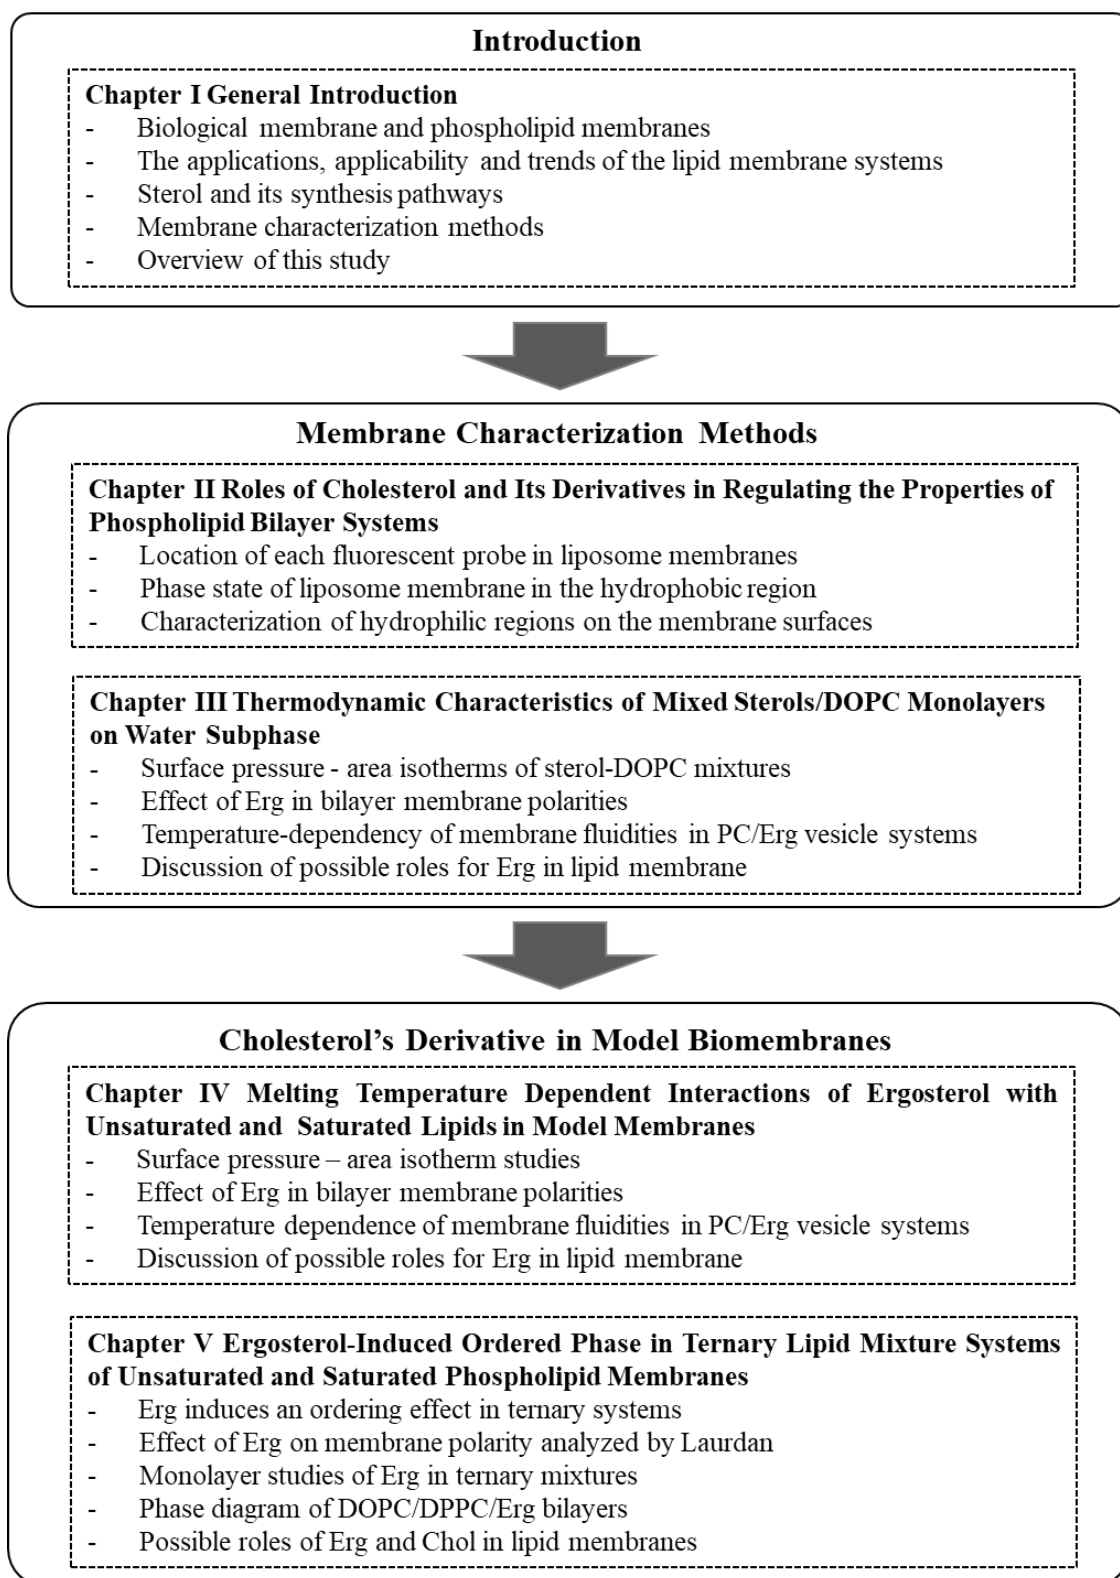 Introduction
Chapter I General Introduction
- Biological membrane and phospholipid membranes
- The applications, applicability and trends of the lipid membrane systems
- Sterol and its synthesis pathways
- Membrane characterization methods
- Overview of this study
Membrane Characterization Methods
Chapter II Roles of Cholesterol and Its Derivatives in Regulating the Properties of
Phospholipid Bilayer Systems
- Location of each fluorescent probe in liposome membranes
- Phase state of liposome membrane in the hydrophobic region
- Characterization of hydrophilic regions on the membrane surfaces
Chapter III Thermodynamic Characteristics of Mixed Sterols/DOPC Monolayers
on Water Subphase
- Surface pressure - area isotherms of sterol-DOPC mixtures
- Effect of Erg in bilayer membrane polarities
- Temperature-dependency of membrane fluidities in PC/Erg vesicle systems
- Discussion of possible roles for Erg in lipid membrane
Cholesterol's Derivative in Model Biomembranes
Chapter IV Melting Temperature Dependent Interactions of Ergosterol with
Unsaturated and Saturated Lipids in Model Membranes
- Surface pressure – area isotherm studies
- Effect of Erg in bilayer membrane polarities
- Temperature dependence of membrane fluidities in PC/Erg vesicle systems
- Discussion of possible roles for Erg in lipid membrane
Chapter V Ergosterol-Induced Ordered Phase in Ternary Lipid Mixture Systems
of Unsaturated and Saturated Phospholipid Membranes
- Erg induces an ordering effect in ternary systems
- Effect of Erg on membrane polarity analyzed by Laurdan
- Monolayer studies of Erg in ternary mixtures
- Phase diagram of DOPC/DPPC/Erg bilayers
- Possible roles of Erg and Chol in lipid membranes